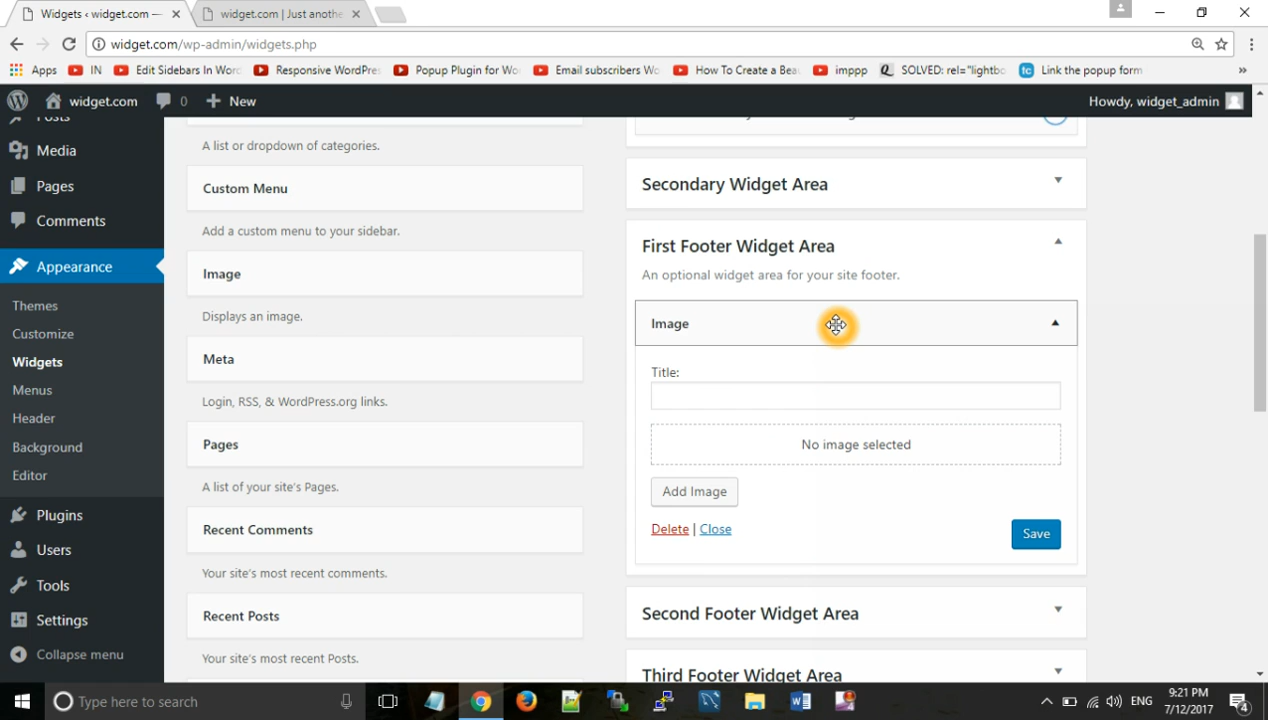 Widgets ‹ widget.com —
widget.com | Just anothe
widget.com/wp-admin/widgets.php
Apps
IN
Edit Sidebars In Word
Responsive WordPres
Popup Plugin for Wo
Email subscribers Wo
How To Create a Beau
imppp
SOLVED: rel="lightbo
Link the popup form
»
widget.com
0
New
Howdy, widget_admin
Posts
Media
Pages
Comments
Appearance
Themes
Customize
Widgets
Menus
Header
Background
Editor
Plugins
Users
Tools
Settings
Collapse menu
A list or dropdown of categories.
Custom Menu
Add a custom menu to your sidebar.
Image
Displays an image.
Meta
Login, RSS, & WordPress.org links.
Pages
A list of your site's Pages.
Recent Comments
Your site's most recent comments.
Recent Posts
Your site's most recent Posts.
Secondary Widget Area
First Footer Widget Area
An optional widget area for your site footer.
Image
Title:
No image selected
Add Image
Delete | Close
Save
Second Footer Widget Area
Third Footer Widget Area
Type here to search
ENG
9:21 PM
7/12/2017
4